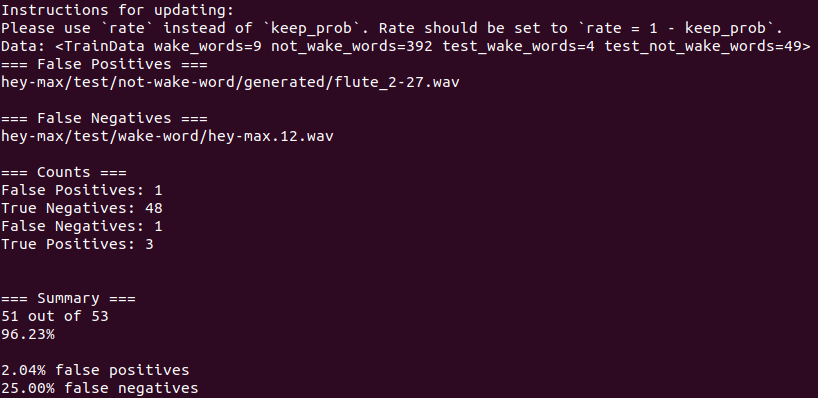 Instructions for updating:
Please use `rate` instead of `keep_prob`. Rate should be set to `rate = 1 - keep_prob`.
Data: <TrainData wake_words=9 not_wake_words=392 test_wake_words=4 test_not_wake_words=49>
=== False Positives ===
hey-max/test/not-wake-word/generated/flute_2-27.wav
=== False Negatives ===
hey-max/test/wake-word/hey-max.12.wav
=== Counts ===
False Positives: 1
True Negatives: 48
False Negatives: 1
True Positives: 3
=== Summary ===
51 out of 53
96.23%
2.04% false positives
25.00% false negatives